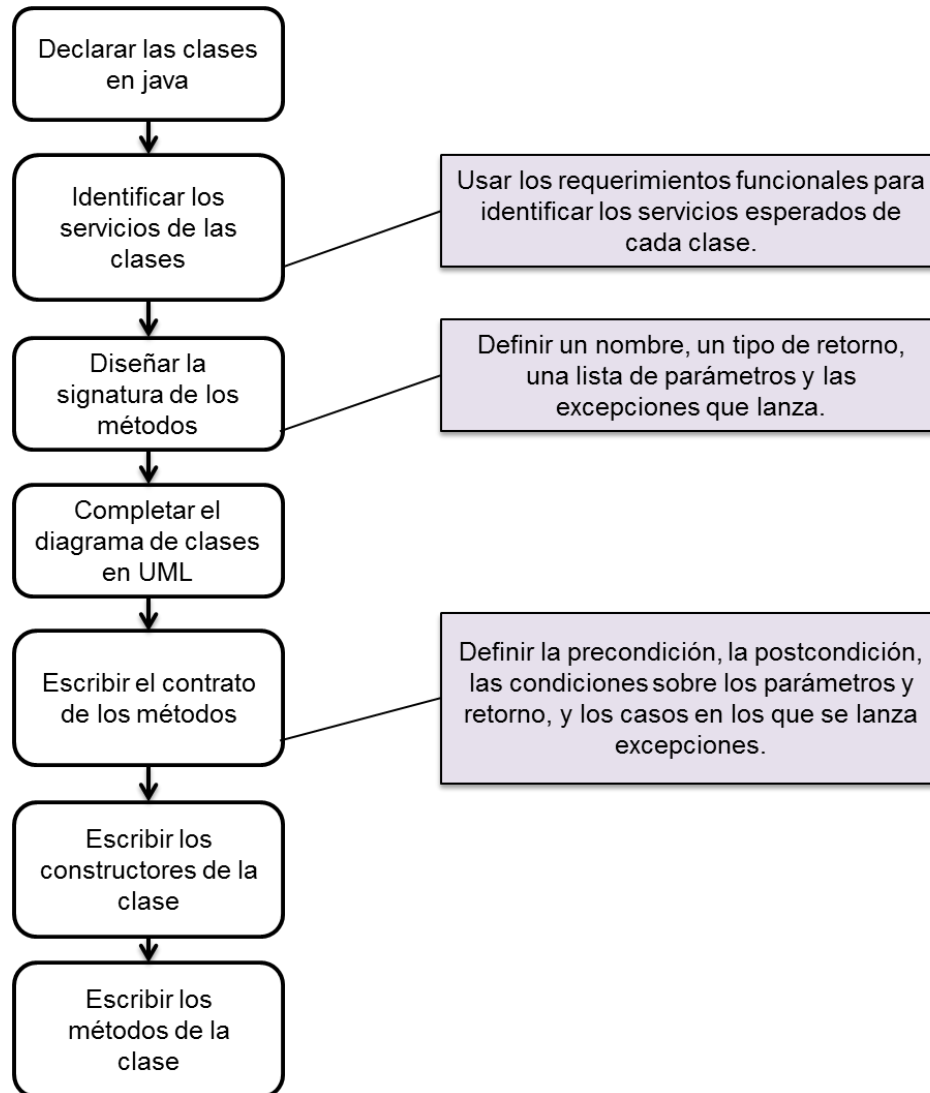 Declarar las clases
en java
Identificar los
servicios de las
clases
Usar los requerimientos funcionales para
identificar los servicios esperados de
cada clase.
Diseñar la
signatura de los
métodos
Definir un nombre, un tipo de retorno,
una lista de parámetros y las
excepciones que lanza.
Completar el
diagrama de clases
en UML
Escribir el contrato
de los métodos
Definir la precondición, la postcondición,
las condiciones sobre los parámetros y
retorno, y los casos en los que se lanza
excepciones.
Escribir los
constructores de la
clase
Escribir los
métodos de la
clase